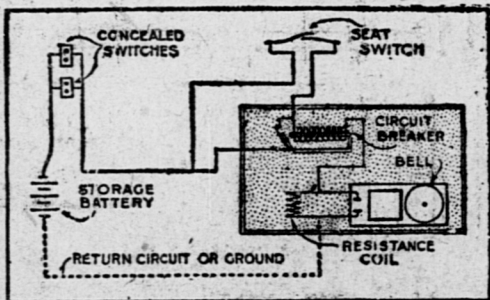 CONCEALED
SWITCHES
SEAT
SWITCH
CIRCUIT
BREAKER
BELL
STORAGE
BATTERY
RESISTANCE
COIL
RETURN CIRCUIT OR GROUND